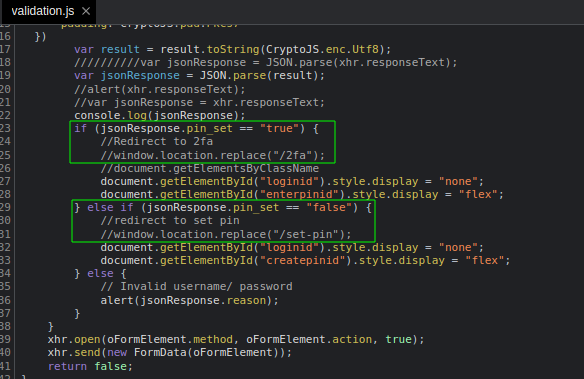 validation.js ×
padding: CryptoJS.pad.Pkcs7
16 })
17 var result = result.toString(CryptoJS.enc.Utf8);
18 //////////var jsonResponse = JSON.parse(xhr.responseText);
19 var jsonResponse = JSON.parse(result);
20 //alert(xhr.responseText);
21 //var jsonResponse = xhr.responseText;
22 console.log(jsonResponse);
23 if (jsonResponse.pin_set == "true") {
24 //Redirect to 2fa
25 //window.location.replace("/2fa");
26 //document.getElementsByClassName
27 document.getElementById("loginid").style.display = "none";
28 document.getElementById("enterpinid").style.display = "flex";
29 } else if (jsonResponse.pin_set == "false") {
30 //redirect to set pin
31 //window.location.replace("/set-pin");
32 document.getElementById("loginid").style.display = "none";
33 document.getElementById("createpinid").style.display = "flex";
34 } else {
35 // Invalid username/ password
36 alert(jsonResponse.reason);
37 }
38 }
39 xhr.open(oFormElement.method, oFormElement.action, true);
40 xhr.send(new FormData(oFormElement));
41 return false;